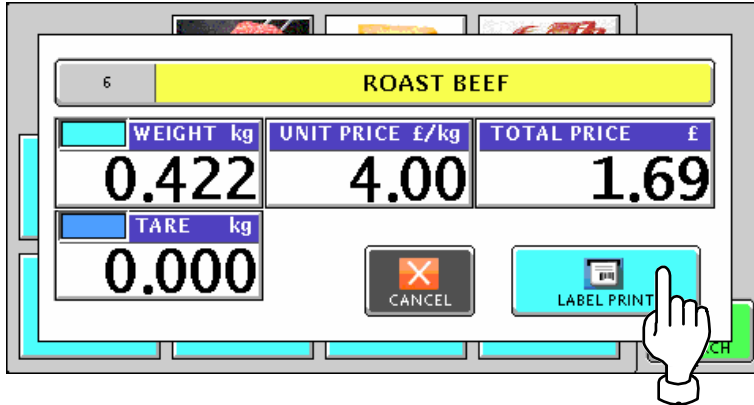 6 ROAST BEEF
WEIGHT kg UNIT PRICE £/kg TOTAL PRICE £
0.422 4.00 1.69
TARE kg
0.000
CANCEL LABEL PRINT
CH